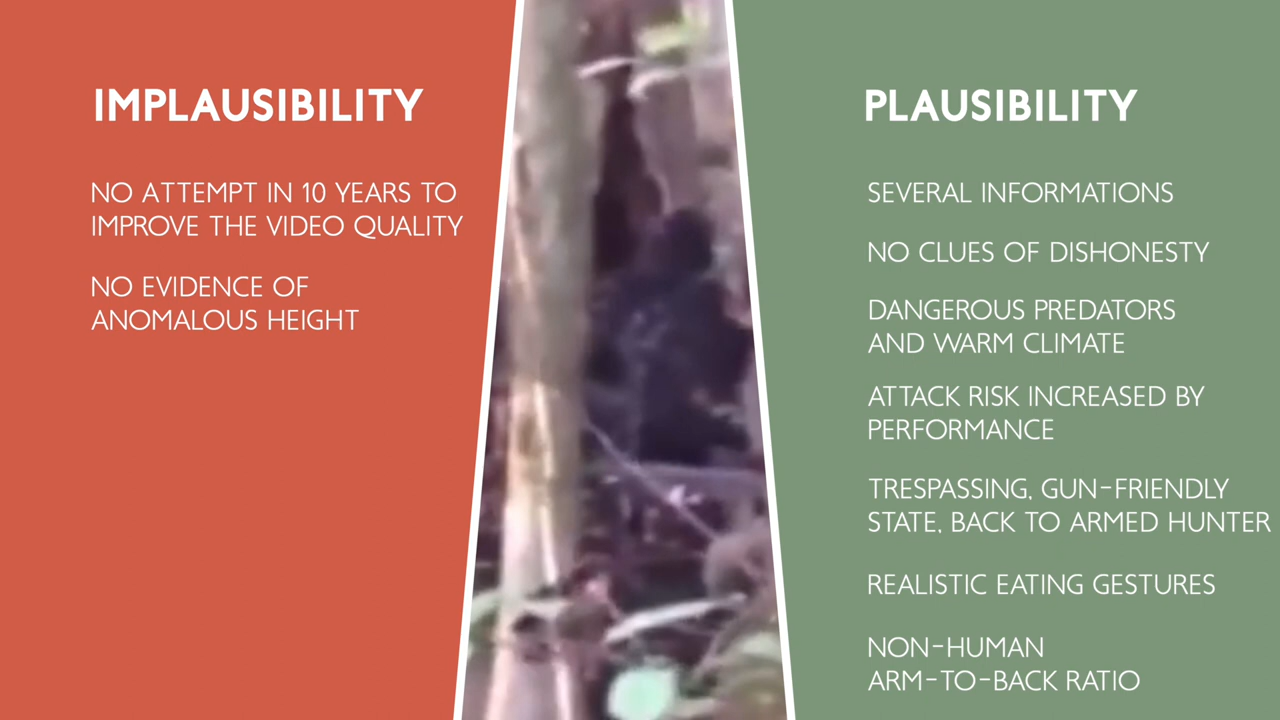 IMPLAUSIBILITY
NO ATTEMPT IN 10 YEARS TO
IMPROVE THE VIDEO QUALITY
NO EVIDENCE OF
ANOMALOUS HEIGHT
PLAUSIBILITY
SEVERAL INFORMATIONS
NO CLUES OF DISHONESTY
DANGEROUS PREDATORS
AND WARM CLIMATE
ATTACK RISK INCREASED BY
PERFORMANCE
TRESPASSING, GUN-FRIENDLY
STATE, BACK TO ARMED HUNTER
REALISTIC EATING GESTURES
NON-HUMAN
ARM-TO-BACK RATIO